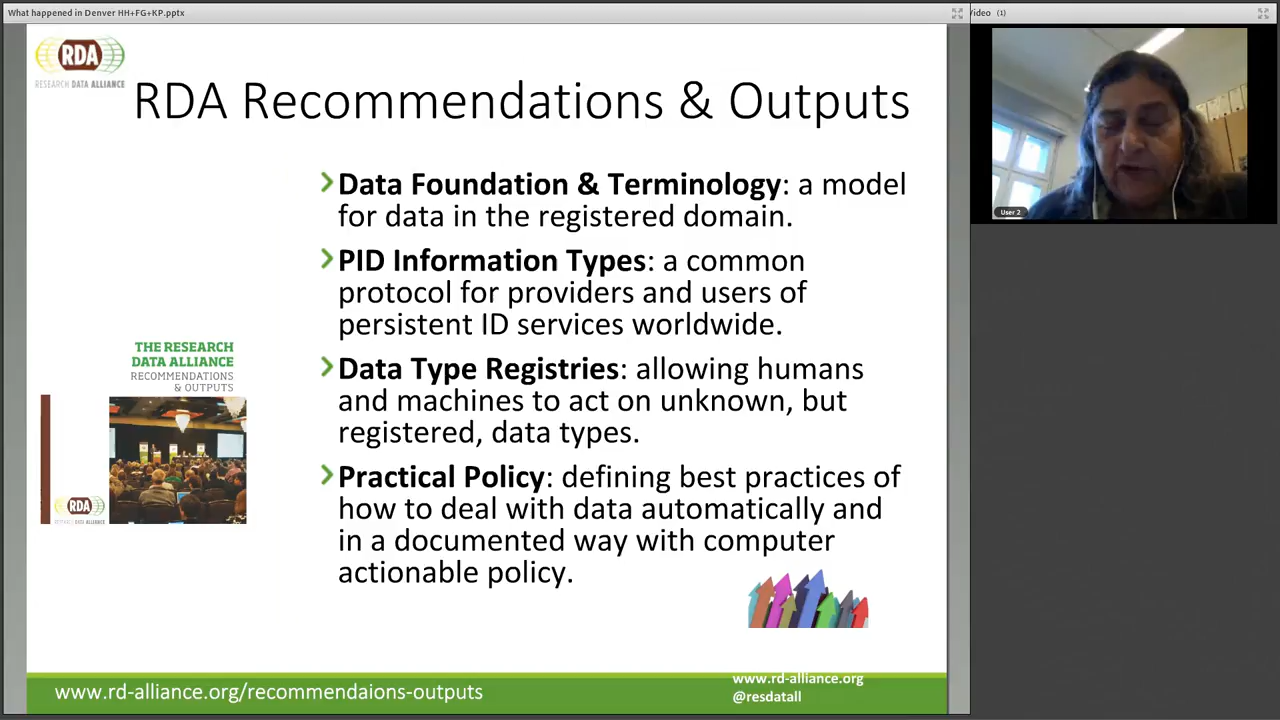 What happened in Denver HH+FG+KP.pptx
ideo (1)
RDA
RESEARCH DATA ALLIANCE
RDA Recommendations & Outputs
Data Foundation & Terminology: a model
for data in the registered domain.
PID Information Types: a common
protocol for providers and users of
persistent ID services worldwide.
Data Type Registries: allowing humans
and machines to act on unknown, but
registered, data types.
Practical Policy: defining best practices of
how to deal with data automatically and
in a documented way with computer
actionable policy.
THE RESEARCH
DATA ALLIANCE
RECOMMENDATIONS
& OUTPUTS
RDA
RESEARCH DATA ALLIANCE
User 2
www.rd-alliance.org/recommendaions-outputs
www.rd-alliance.org
@resdatall